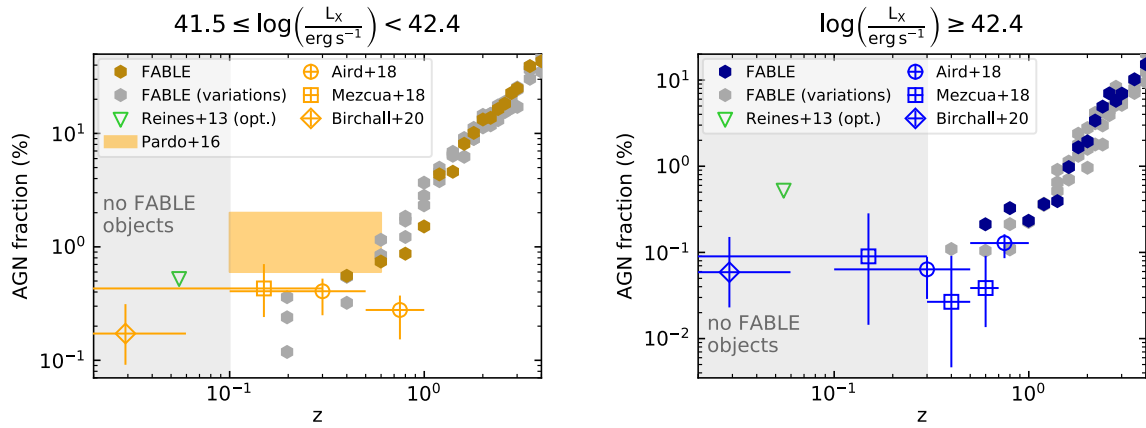 41.5 ≤ log(L_X / erg s⁻¹) < 42.4
FABLE
FABLE (variations)
Reines+13 (opt.)
Pardo+16
Aird+18
Mezcua+18
Birchall+20
no FABLE
objects
AGN fraction (%)
10¹
10⁰
10⁻¹
10⁻¹
10⁰
z
log(L_X / erg s⁻¹) ≥ 42.4
FABLE
FABLE (variations)
Reines+13 (opt.)
Aird+18
Mezcua+18
Birchall+20
no FABLE
objects
AGN fraction (%)
10¹
10⁰
10⁻¹
10⁻²
10⁻¹
10⁰
z